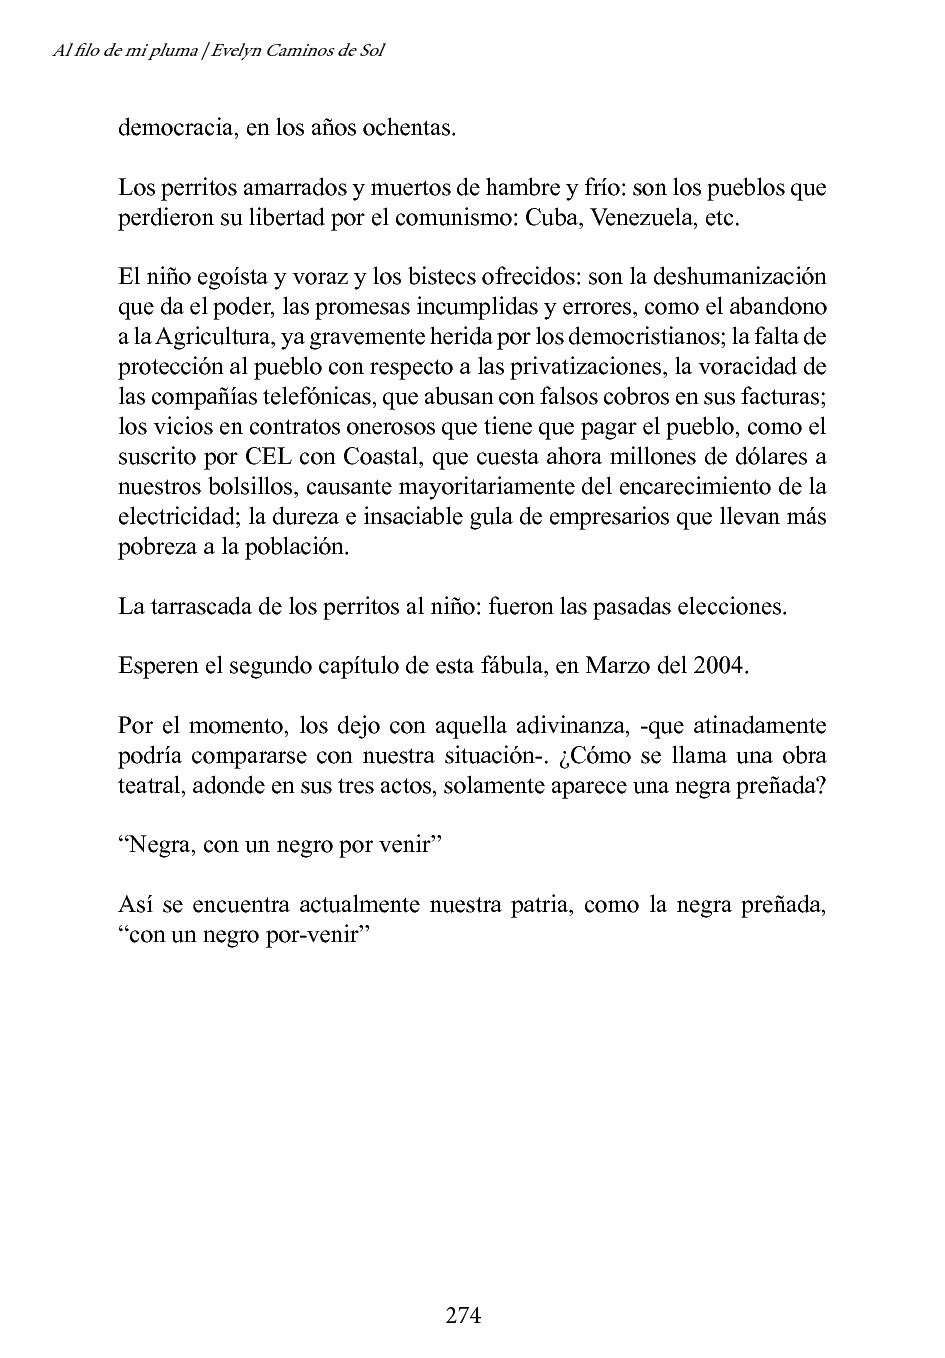 Al filo de mi pluma | Evelyn Caminos de Sol
democracia, en los años ochentas.
Los perritos amarrados y muertos de hambre y frío: son los pueblos que
perdieron su libertad por el comunismo: Cuba, Venezuela, etc.
El niño egoísta y voraz y los bistecs ofrecidos: son la deshumanización
que da el poder, las promesas incumplidas y errores, como el abandono
a la Agricultura, ya gravemente herida por los democristianos; la falta de
protección al pueblo con respecto a las privatizaciones, la voracidad de
las compañías telefónicas, que abusan con falsos cobros en sus facturas;
los vicios en contratos onerosos que tiene que pagar el pueblo, como el
suscrito por CEL con Coastal, que cuesta ahora millones de dólares a
nuestros bolsillos, causante mayoritariamente del encarecimiento de la
electricidad; la dureza e insaciable gula de empresarios que llevan más
pobreza a la población.
La tarrascada de los perritos al niño: fueron las pasadas elecciones.
Esperen el segundo capítulo de esta fábula, en Marzo del 2004.
Por el momento, los dejo con aquella adivinanza, -que atinadamente
podría compararse con nuestra situación-. ¿Cómo se llama una obra
teatral, adonde en sus tres actos, solamente aparece una negra preñada?
“Negra, con un negro por venir”
Así se encuentra actualmente nuestra patria, como la negra preñada,
“con un negro por-venir”
274